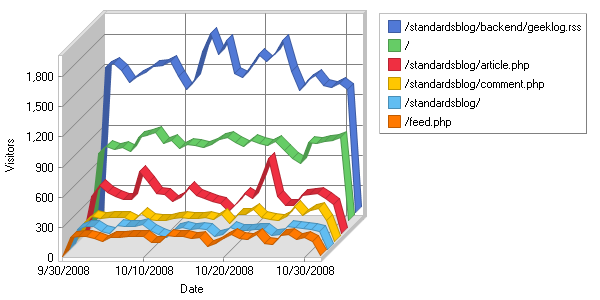 /standardsblog/backend/geeklog.rss
/
/standardsblog/article.php
/standardsblog/comment.php
/standardsblog/
/feed.php
Visitors
1,800
1,500
1,200
900
600
300
0
9/30/2008 10/10/2008 10/20/2008 10/30/2008
Date